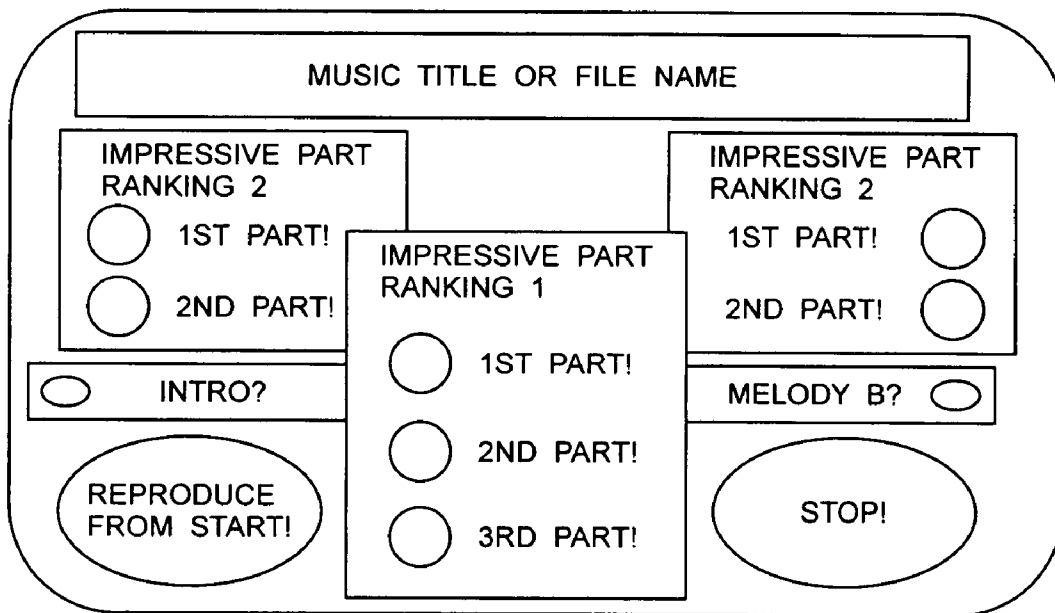 MUSIC TITLE OR FILE NAME
IMPRESSIVE PART
RANKING 2
1ST PART!
2ND PART!
IMPRESSIVE PART
RANKING 1
1ST PART!
2ND PART!
3RD PART!
IMPRESSIVE PART
RANKING 2
1ST PART!
2ND PART!
INTRO?
MELODY B?
REPRODUCE
FROM START!
STOP!